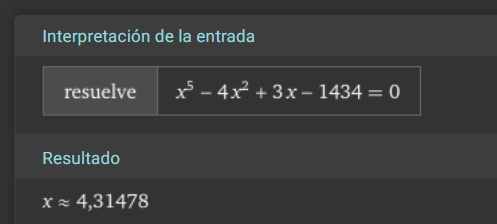 Interpretación de la entrada
resuelve x⁵ – 4x² + 3x – 1434 = 0
Resultado
x ≈ 4,31478